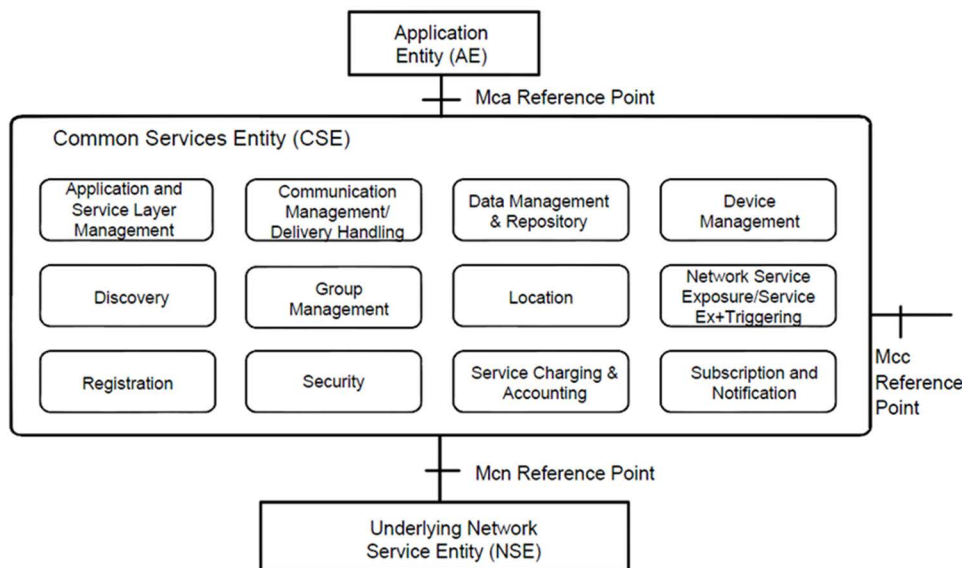 Application
Entity (AE)
Mca Reference Point
Common Services Entity (CSE)
Application and
Service Layer
Management
Communication
Management/
Delivery Handling
Data Management
& Repository
Device
Management
Discovery
Group
Management
Location
Network Service
Exposure/Service
Ex+Triggering
Registration
Security
Service Charging &
Accounting
Subscription and
Notification
Mcc
Reference
Point
Mcn Reference Point
Underlying Network
Service Entity (NSE)